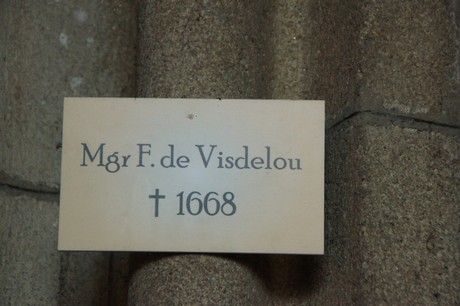 Mgr F. de Visdelou
† 1668